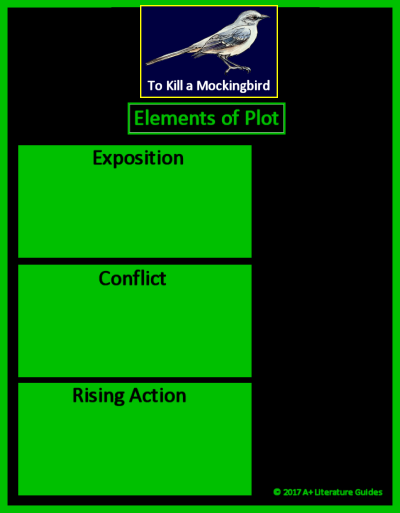 To Kill a Mockingbird
Elements of Plot
Exposition
Conflict
Rising Action
© 2017 A+ Literature Guides